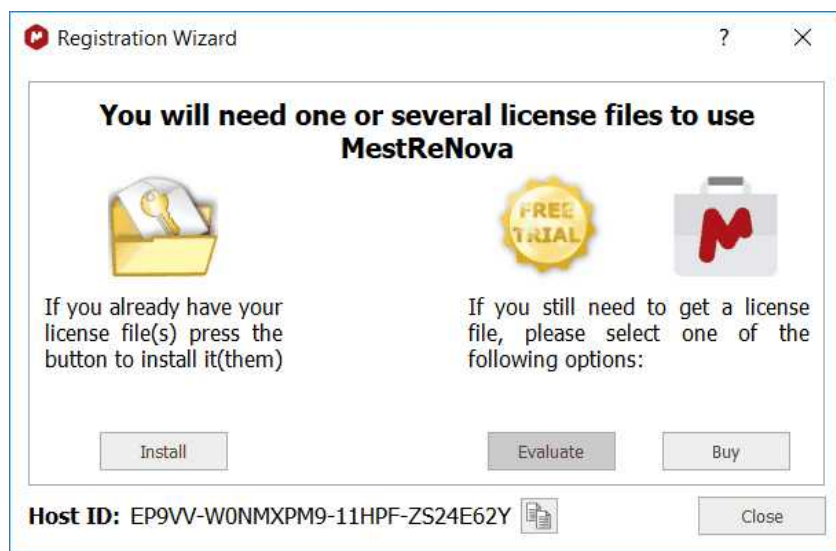 Registration Wizard
?
You will need one or several license files to use
MestReNova
FREE
TRIAL
If you already have your
license file(s) press the
button to install it(them)
If you still need to get a license
file, please select one of the
following options:
Install
Evaluate
Buy
Host ID: EP9VV-W0NMXPM9-11HPF-ZS24E62Y
Close